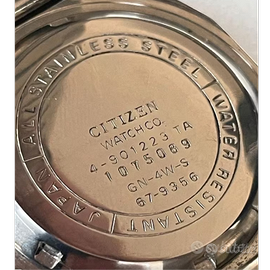 CITIZEN
WATCH CO.
4-901223 TA
1075069
GN-4W-S
67-9356
JAPAN | ALL STAINLESS STEEL | WATER RESISTANT |